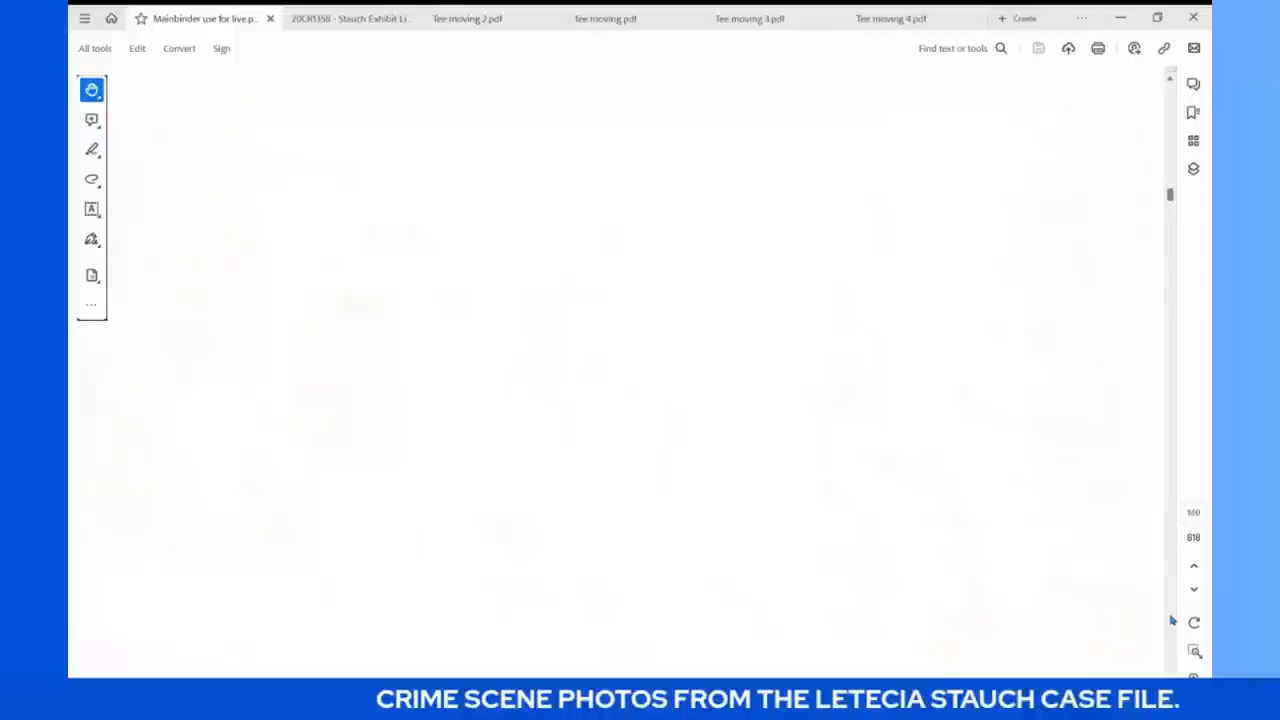 Mainbinder use for live.p...
20CR1358 - Stauch Exhibit Li...
Tee moving 2.pdf
Tee moving.pdf
Tee moving 3.pdf
Tee moving 4.pdf
Create
All tools
Edit
Convert
Sign
Find text or tools
100
818
CRIME SCENE PHOTOS FROM THE LETECIA STAUCH CASE FILE.